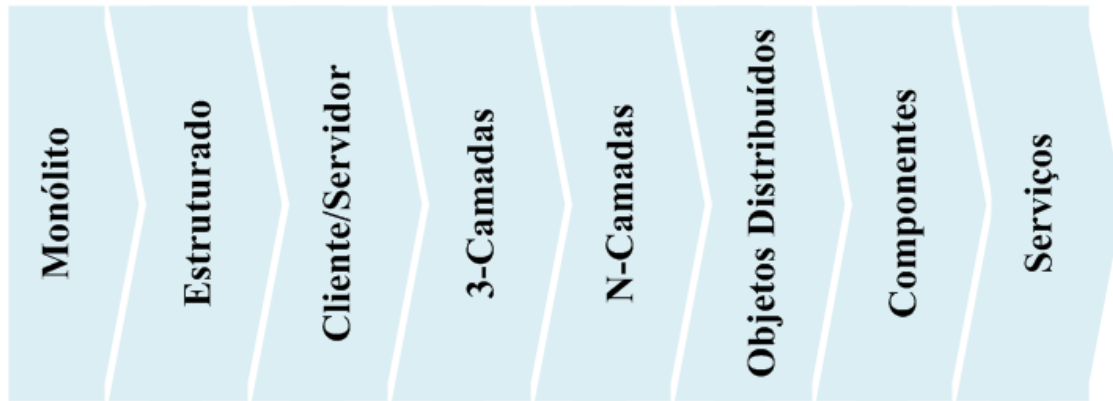 Monólito
Estruturado
Cliente/Servidor
3-Camadas
N-Camadas
Objetos Distribuídos
Componentes
Serviços